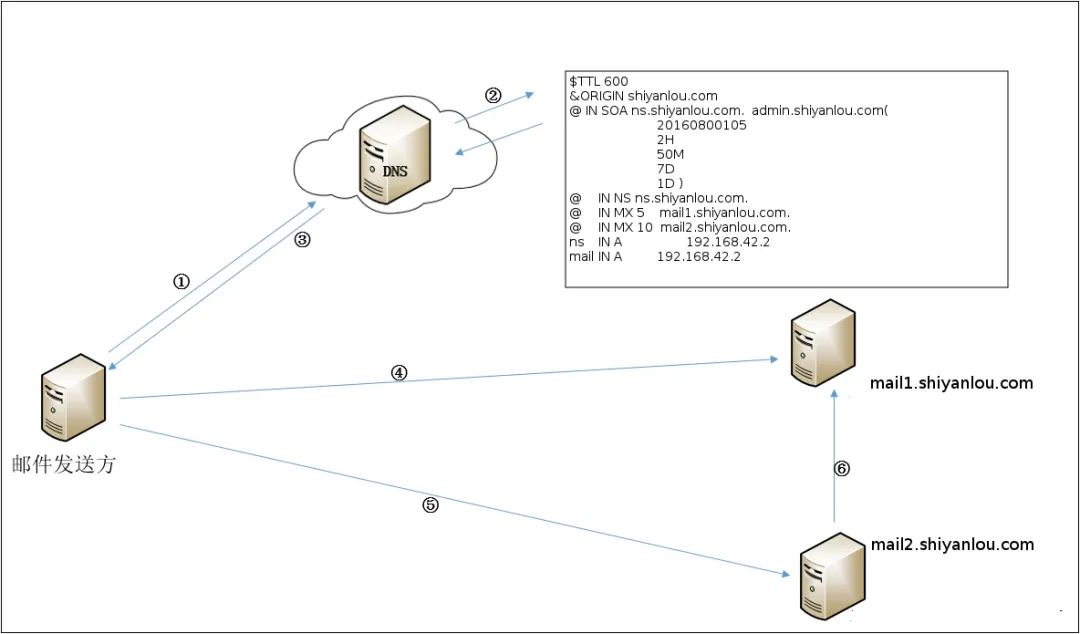 $TTL 600
&ORIGIN shiyanlou.com
@ IN SOA ns.shiyanlou.com. admin.shiyanlou.com(
20160800105
2H
50M
7D
1D )
@ IN NS ns.shiyanlou.com.
@ IN MX 5 mail1.shiyanlou.com.
@ IN MX 10 mail2.shiyanlou.com.
ns IN A 192.168.42.2
mail IN A 192.168.42.2
②
DNS
③
①
④
mail1.shiyanlou.com
邮件发送方
⑥
⑤
mail2.shiyanlou.com